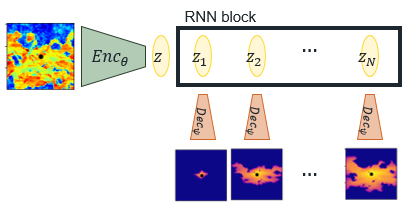 RNN block
Enc_θ z z_1 z_2 ... z_N
Dec_ψ Dec_ψ Dec_ψ
...